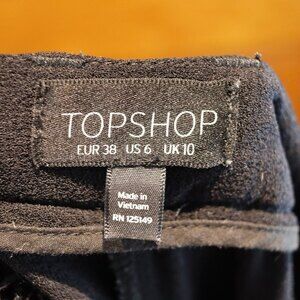 TOPSHOP
EUR 38 US 6 UK 10
Made in
Vietnam
RN 125149